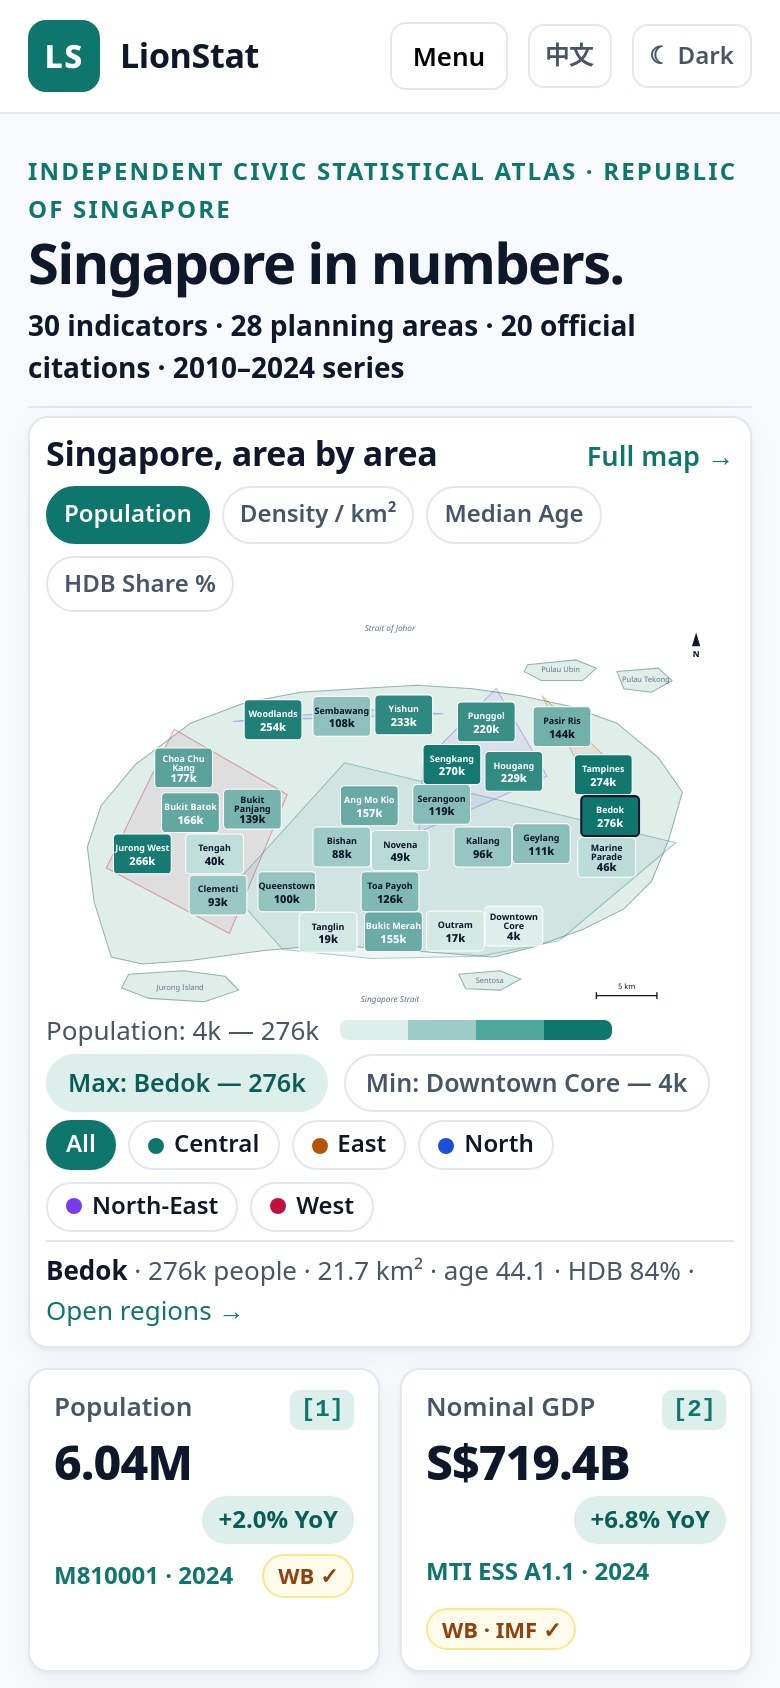 LS LionStat Menu 中文 ☾ Dark
INDEPENDENT CIVIC STATISTICAL ATLAS · REPUBLIC
OF SINGAPORE
Singapore in numbers.
30 indicators · 28 planning areas · 20 official
citations · 2010–2024 series
Singapore, area by area Full map →
Population Density / km² Median Age
HDB Share %
Strait of Johor
N
Pulau Ubin
Pulau Tekong
Woodlands
254k
Sembawang
108k
Yishun
233k
Punggol
220k
Pasir Ris
144k
Choa Chu
Kang
177k
Sengkang
270k
Hougang
229k
Tampines
274k
Bukit Batok
166k
Bukit
Panjang
139k
Ang Mo Kio
157k
Serangoon
119k
Bedok
276k
Jurong West
266k
Tengah
40k
Bishan
88k
Novena
49k
Kallang
96k
Geylang
111k
Marine
Parade
46k
Clementi
93k
Queenstown
100k
Toa Payoh
126k
Tanglin
19k
Bukit Merah
155k
Outram
17k
Downtown
Core
4k
Jurong Island
Sentosa
Singapore Strait
5 km
Population: 4k — 276k
Max: Bedok — 276k Min: Downtown Core — 4k
All Central East North
North-East West
Bedok · 276k people · 21.7 km² · age 44.1 · HDB 84% ·
Open regions →
Population [1]
6.04M
+2.0% YoY
M810001 · 2024 WB ✓
Nominal GDP [2]
S$719.4B
+6.8% YoY
MTI ESS A1.1 · 2024
WB · IMF ✓